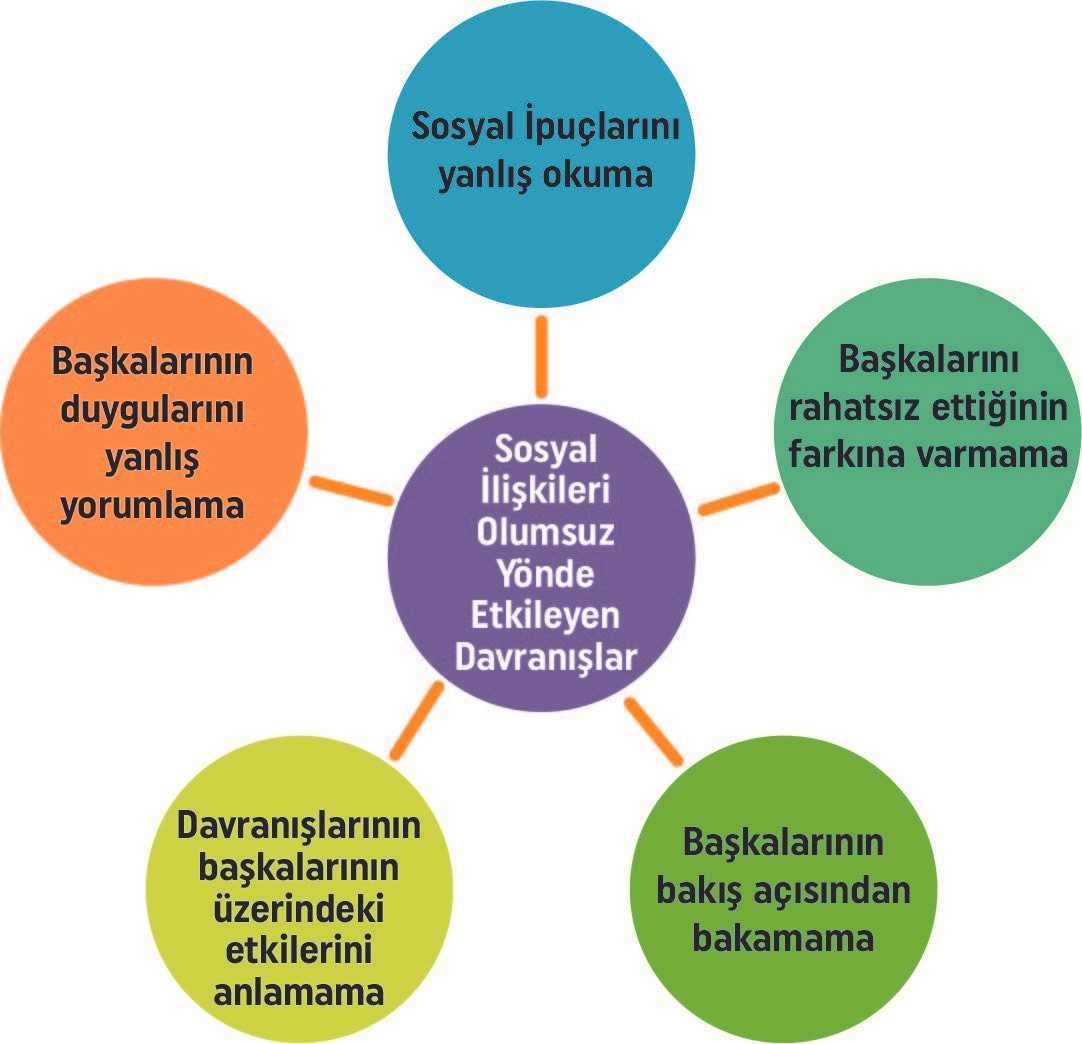 Sosyal İpuçlarını
yanlış okuma
Başkalarını
rahatsız ettiğinin
farkına varmama
Başkalarının
bakış açısından
bakamama
Davranışlarının
başkalarının
üzerindeki
etkilerini
anlamama
Başkalarının
duygularını
yanlış
yorumlama
Sosyal
İlişkileri
Olumsuz
Yönde
Etkileyen
Davranışlar